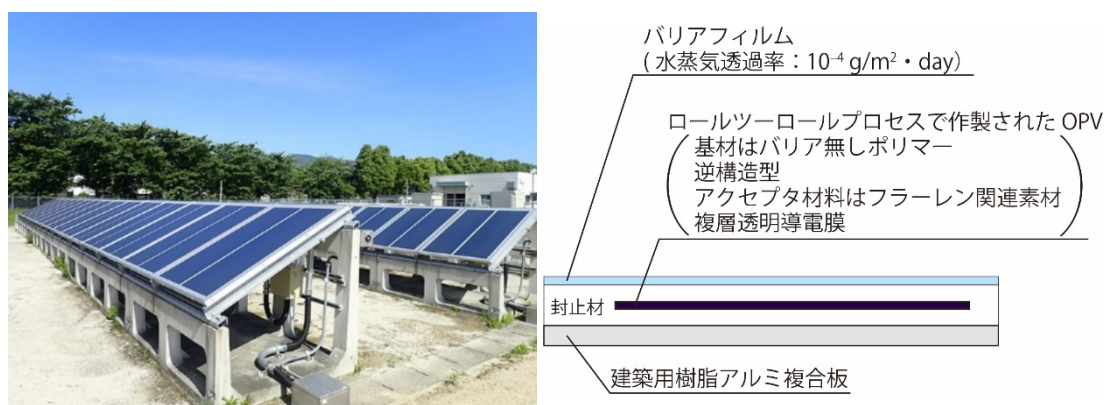 バリアフィルム
( 水蒸気透過率：10⁻⁴ g/m²・day）
ロールツーロールプロセスで作製された OPV
基材はバリア無しポリマー
逆構造型
アクセプタ材料はフラーレン関連素材
複層透明導電膜
封止材
建築用樹脂アルミ複合板